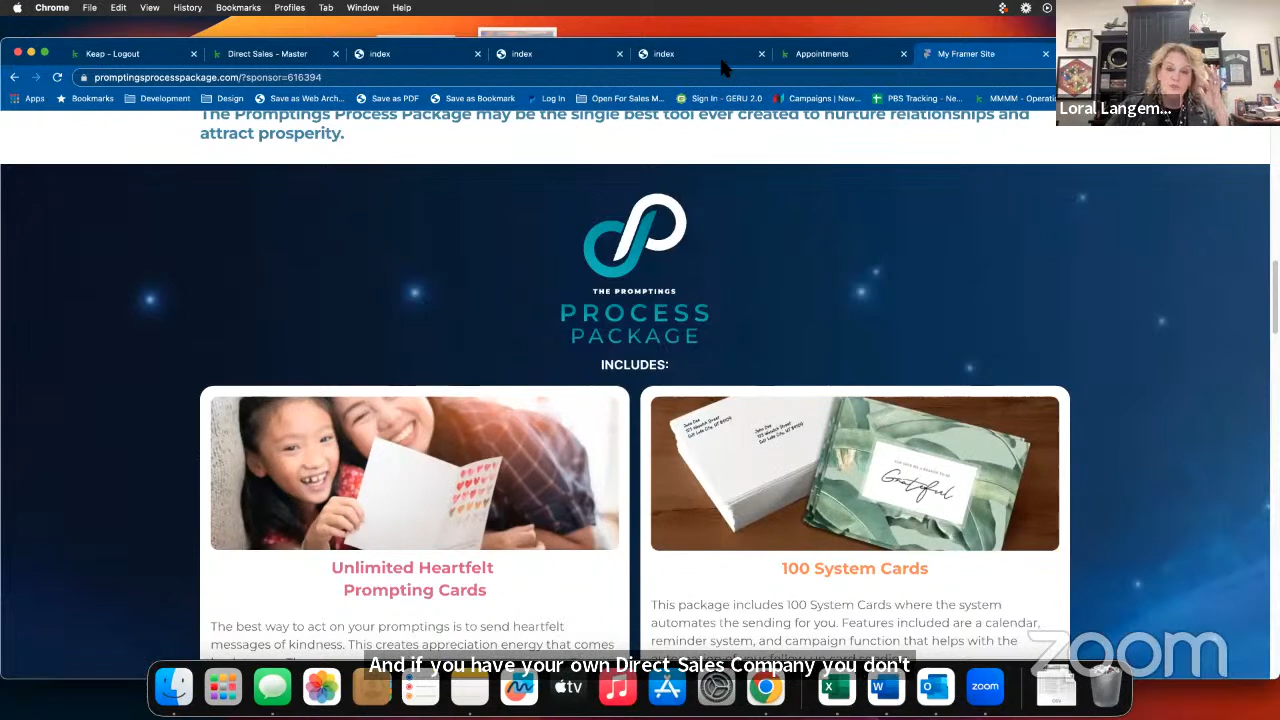 Chrome File Edit View History Bookmarks Profiles Tab Window Help
Keap - Logout Direct Sales - Master index index index Appointments My Framer Site
promptingsprocesspackage.com/?sponsor=616394
Apps Bookmarks Development Design Save as Web Arch... Save as PDF Save as Bookmark Log In Open For Sales M... Sign In - GERU 2.0 Campaigns | New... PBS Tracking - Ne... MMMM - Operati
Loral Langem...
The Promptings Process Package may be the single best tool ever created to nurture relationships and
attract prosperity.
THE PROMPTINGS
PROCESS
PACKAGE
INCLUDES:
Grateful
Unlimited Heartfelt
Prompting Cards
The best way to act on your promptings is to send heartfelt
messages of kindness. This creates appreciation energy that comes
100 System Cards
This package includes 100 System Cards where the system
automates the sending for you. Features included are a calendar,
reminder system, and campaign function that helps with the
And if you have your own Direct Sales Company you don't
zoom
tv
zoom